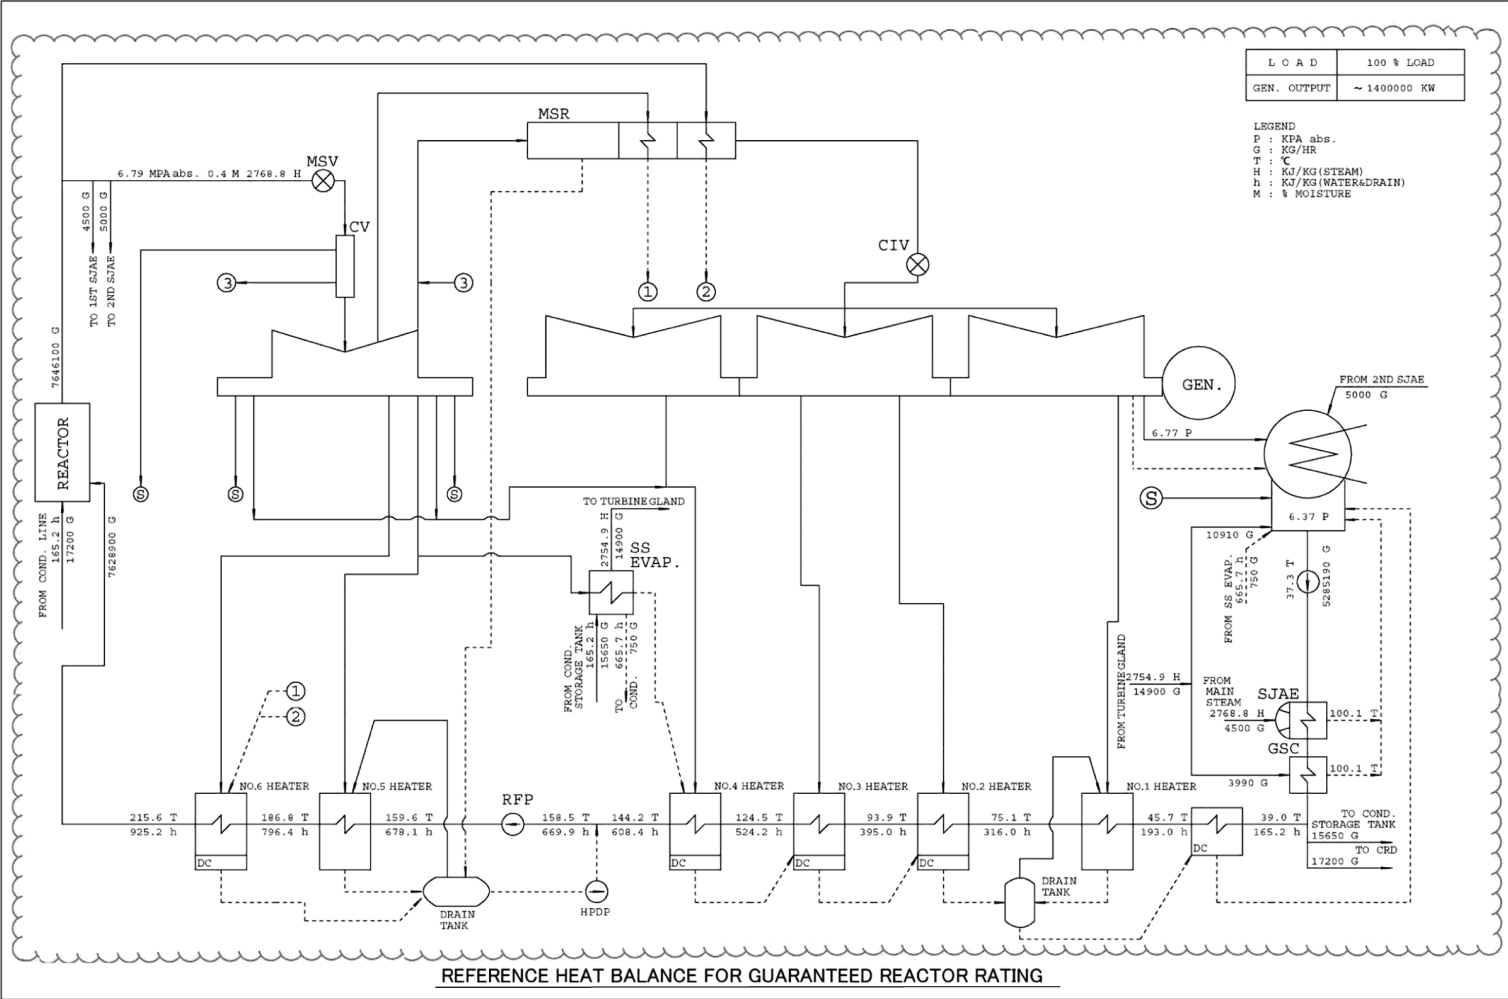 L O A D 100 % LOAD
GEN. OUTPUT ~ 1400000 KW
LEGEND
P : KPA abs.
G : KG/HR
T : ℃
H : KJ/KG(STEAM)
h : KJ/KG(WATER&DRAIN)
M : % MOISTURE
MSR
MSV
6.79 MPAabs. 0.4 M 2768.8 H
CV
CIV
4500 G
5000 G
TO 1ST SJAE
TO 2ND SJAE
3
3
1
2
7646100 G
REACTOR
GEN.
FROM 2ND SJAE
5000 G
6.77 P
S
S
S
S
6.37 P
FROM COND. LINE
165.2 h
17200 G
7628900 G
TO TURBINE GLAND
2754.9 H
14900 G
SS
EVAP.
10910 G
FROM SS EVAP.
665.7 h
750 G
37.3 T
5285190 G
FROM COND.
STORAGE TANK
165.2 h
15650 G
665.7 h
750 G
TO
COND.
FROM TURBINE GLAND
2754.9 H
14900 G
FROM
MAIN
STEAM
2768.8 H
4500 G
SJAE
100.1 T
GSC
100.1 T
3990 G
1
2
NO.6 HEATER
NO.5 HEATER
RFP
NO.4 HEATER
NO.3 HEATER
NO.2 HEATER
NO.1 HEATER
215.6 T
925.2 h
186.8 T
796.4 h
159.6 T
678.1 h
158.5 T
669.9 h
144.2 T
608.4 h
124.5 T
524.2 h
93.9 T
395.0 h
75.1 T
316.0 h
45.7 T
193.0 h
39.0 T
165.2 h
TO COND.
STORAGE TANK
15650 G
TO CRD
17200 G
DC
DC
DC
DC
DC
DRAIN
TANK
HPDP
DRAIN
TANK
REFERENCE HEAT BALANCE FOR GUARANTEED REACTOR RATING